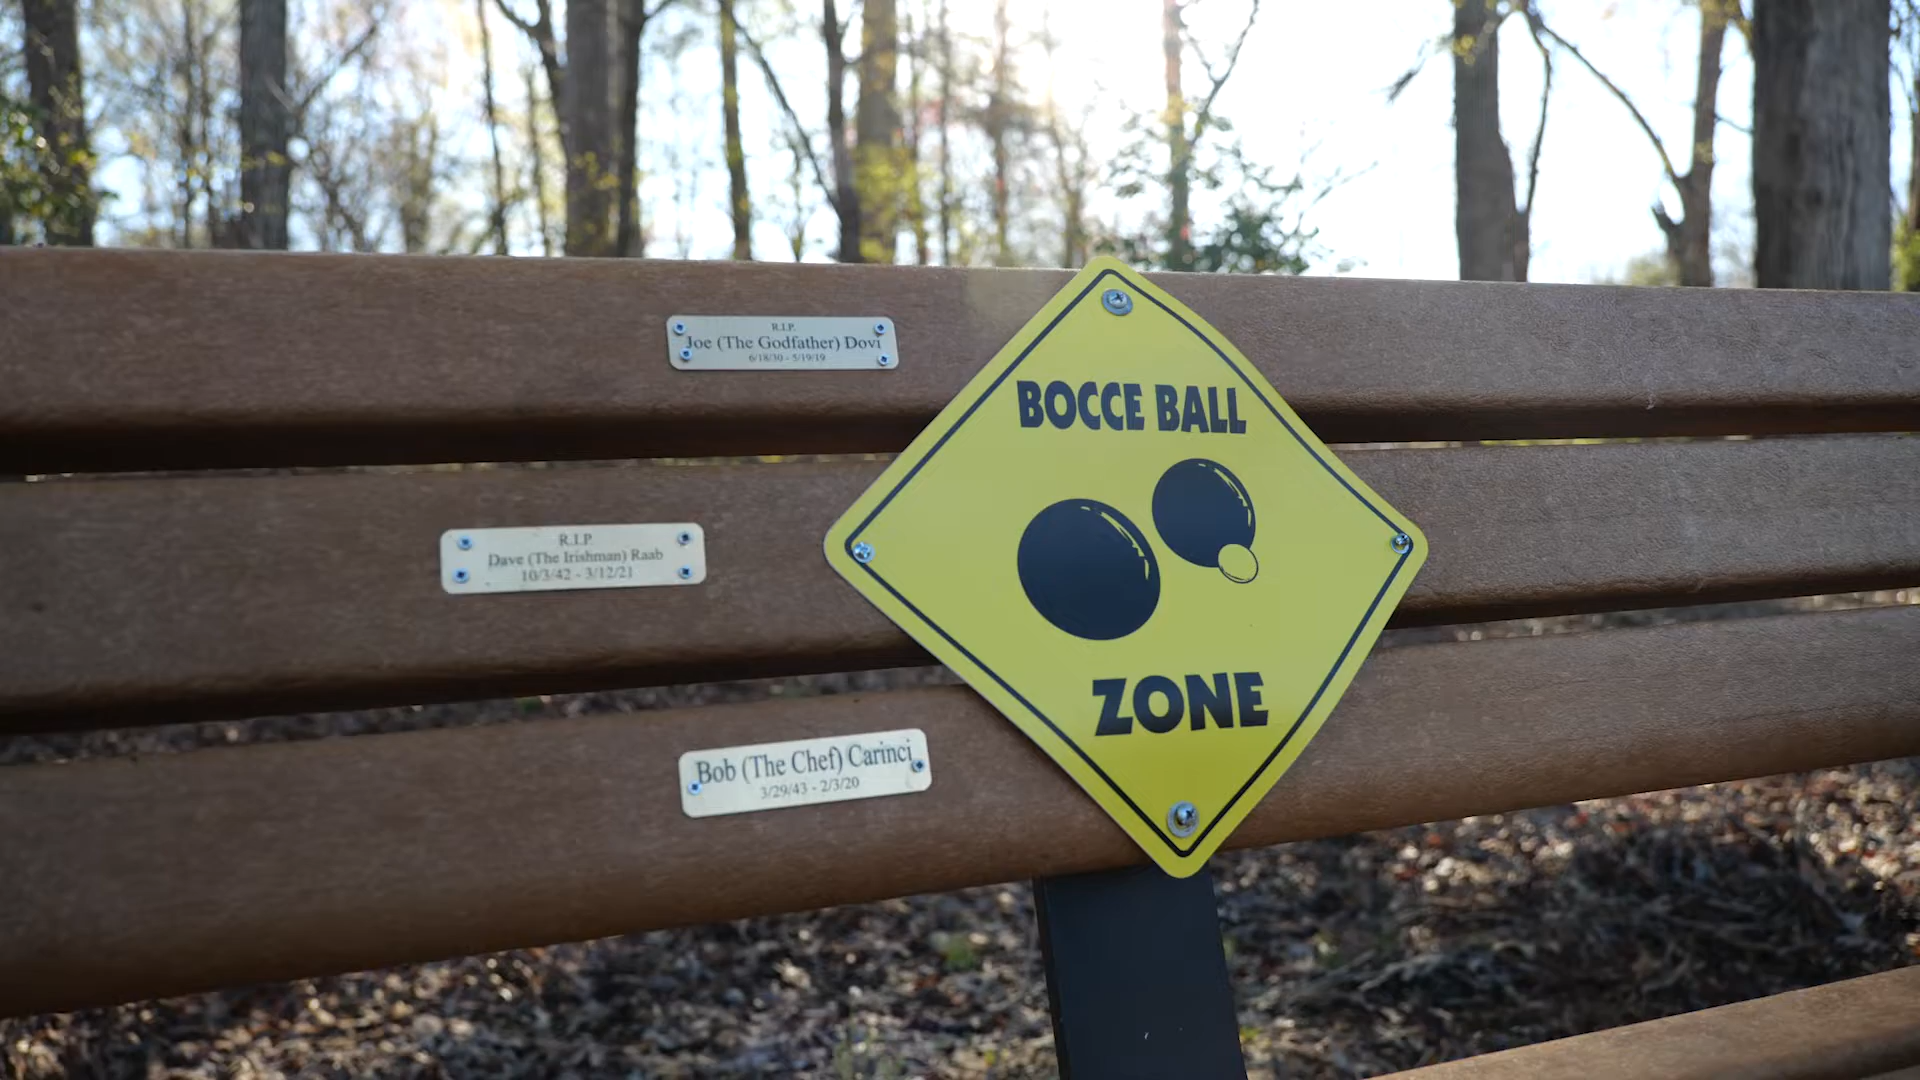 R.I.P.
Joe (The Godfather) Dovi
6/18/30 - 5/19/19
BOCCE BALL
ZONE
R.I.P.
Dave (The Irishman) Raab
10/3/42 - 3/12/21
Bob (The Chef) Carinci
3/29/43 - 2/3/20